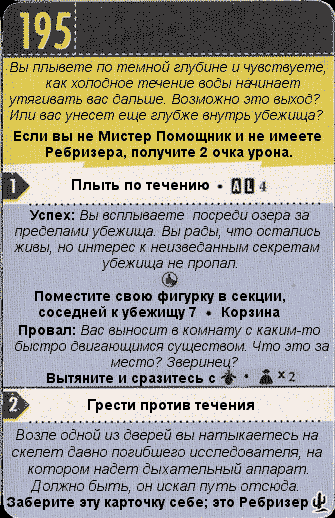 195
Вы плывете по темной глубине и чувствуете,
как холодное течение воды начинает
утягивать вас дальше. Возможно это выход?
Или вас унесет еще глубже внутрь убежища?
Если вы не Мистер Помощник и не имеете
Ребризера, получите 2 очка урона.
1 Плыть по течению • A L 4
Успех: Вы всплываете посреди озера за
пределами убежища. Вы рады, что остались
живы, но интерес к неизведанным секретам
убежища не пропал.
Поместите свою фигурку в секции,
соседней к убежищу 7 • Корзина
Провал: Вас выносит в комнату с каким-то
быстро двигающимся существом. Что это за
место? Зверинец?
Вытяните и сразитесь с • x 2
2 Грести против течения
Возле одной из дверей вы натыкаетесь на
скелет давно погибшего исследователя, на
котором надет дыхательный аппарат.
Должно быть, он искал путь отсюда.
Заберите эту карточку себе; это Ребризер